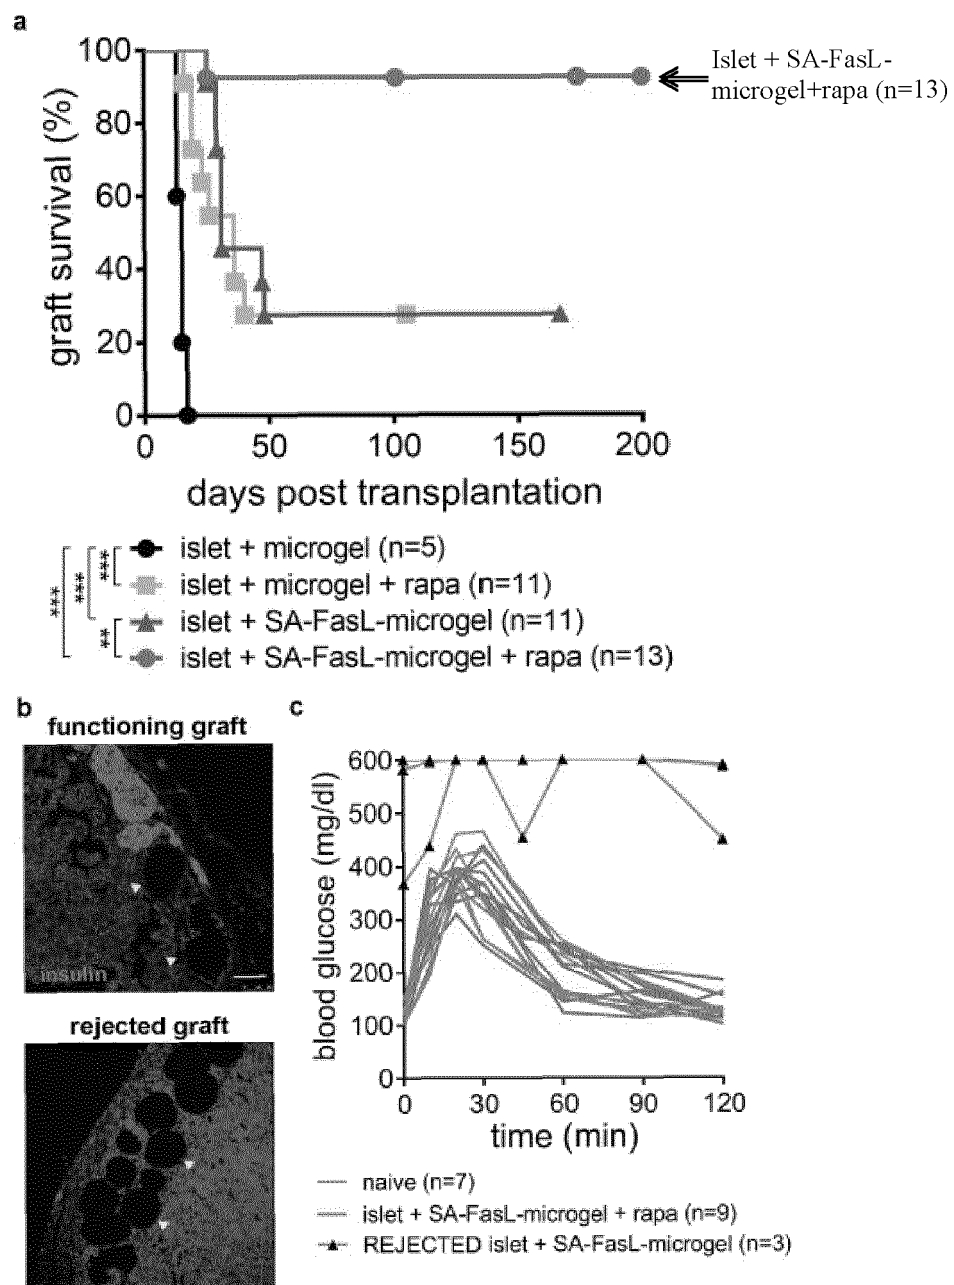 a
100
80
60
40
20
0
graft survival (%)
0 50 100 150 200
days post transplantation
Islet + SA-FasL-
microgel+rapa (n=13)
*** islet + microgel (n=5)
*** islet + microgel + rapa (n=11)
*** islet + SA-FasL-microgel (n=11)
** islet + SA-FasL-microgel + rapa (n=13)
b
functioning graft
insulin
rejected graft
c
600
500
400
300
200
100
0
blood glucose (mg/dl)
0 30 60 90 120
time (min)
naive (n=7)
islet + SA-FasL-microgel + rapa (n=9)
REJECTED islet + SA-FasL-microgel (n=3)